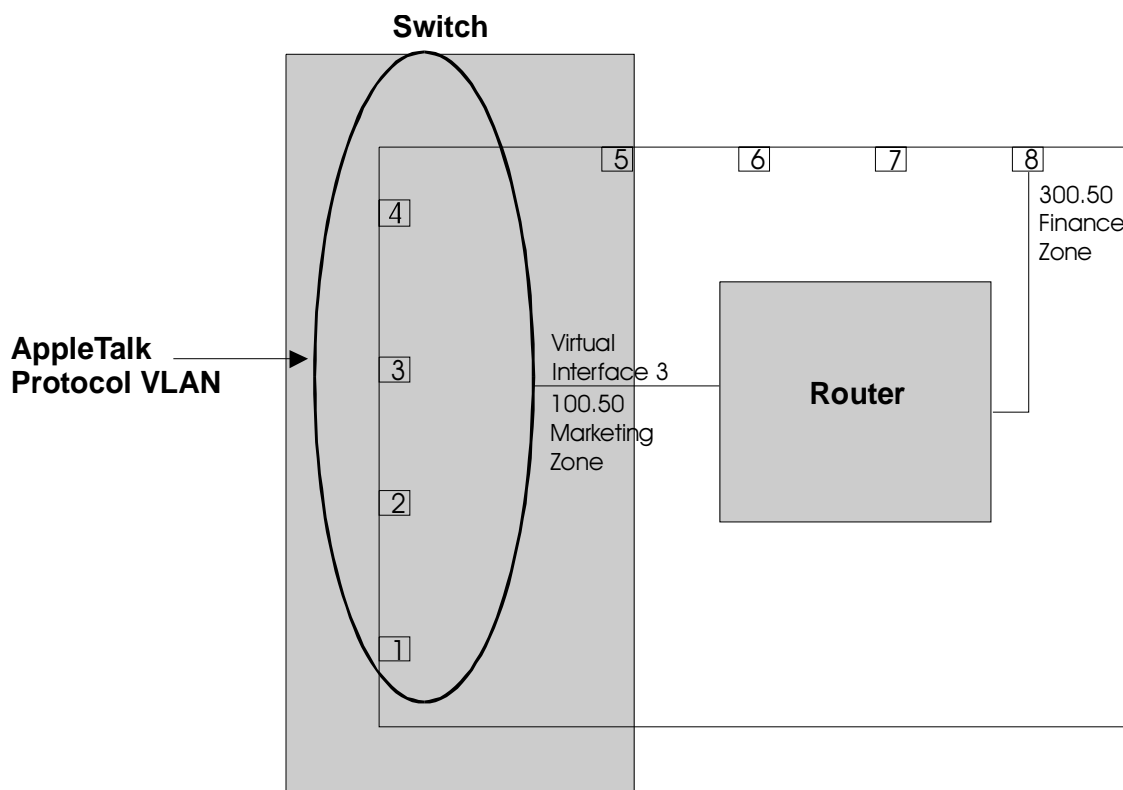 Switch
5
6
7
8
4
300.50
Finance
Zone
AppleTalk
Protocol VLAN
3
Virtual
Interface 3
100.50
Marketing
Zone
Router
2
1